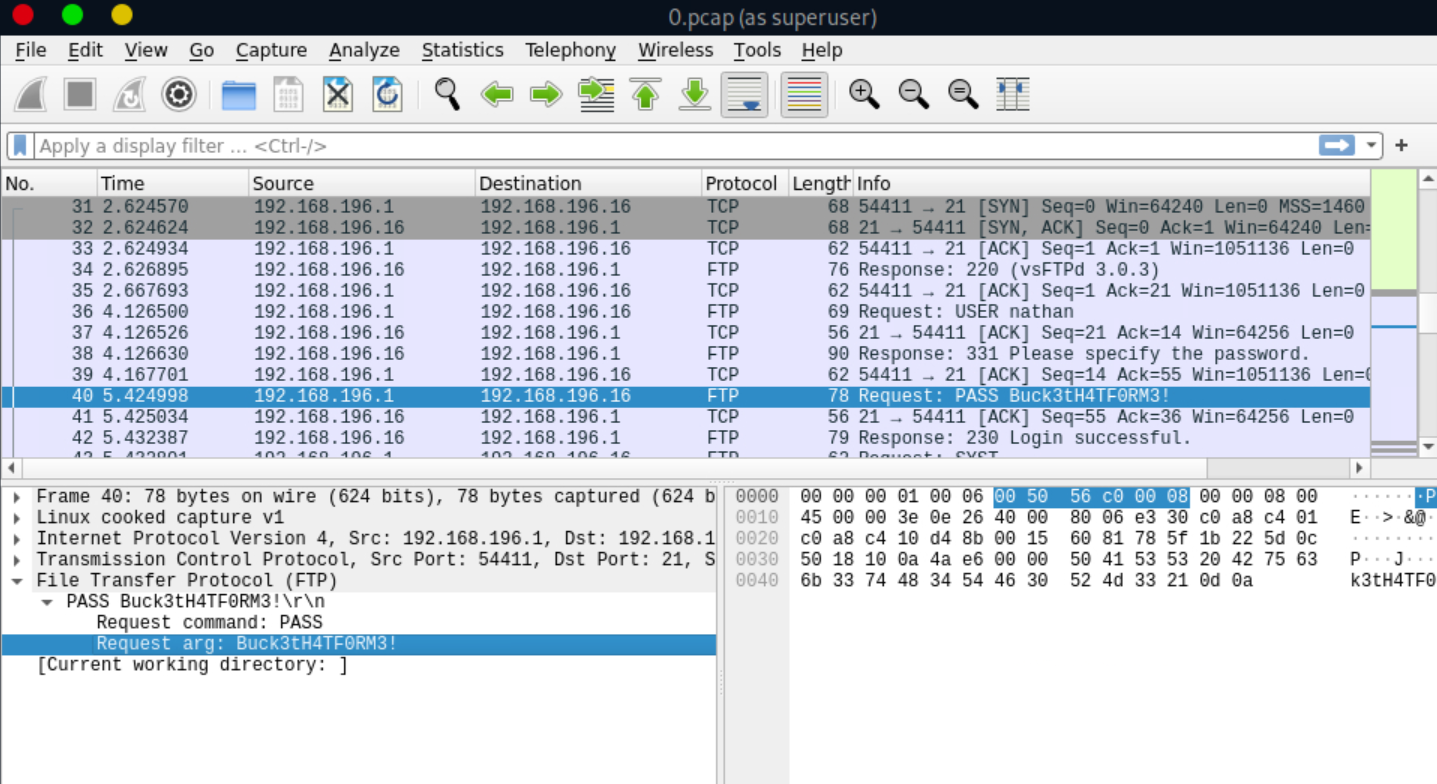 0.pcap (as superuser)
File Edit View Go Capture Analyze Statistics Telephony Wireless Tools Help
Apply a display filter ... <Ctrl-/>
No. Time Source Destination Protocol Length Info
31 2.624570 192.168.196.1 192.168.196.16 TCP 68 54411 → 21 [SYN] Seq=0 Win=64240 Len=0 MSS=1460
32 2.624624 192.168.196.16 192.168.196.1 TCP 68 21 → 54411 [SYN, ACK] Seq=0 Ack=1 Win=64240 Len=
33 2.624934 192.168.196.1 192.168.196.16 TCP 62 54411 → 21 [ACK] Seq=1 Ack=1 Win=1051136 Len=0
34 2.626895 192.168.196.16 192.168.196.1 FTP 76 Response: 220 (vsFTPd 3.0.3)
35 2.667693 192.168.196.1 192.168.196.16 TCP 62 54411 → 21 [ACK] Seq=1 Ack=21 Win=1051136 Len=0
36 4.126500 192.168.196.1 192.168.196.16 FTP 69 Request: USER nathan
37 4.126526 192.168.196.16 192.168.196.1 TCP 56 21 → 54411 [ACK] Seq=21 Ack=14 Win=64256 Len=0
38 4.126630 192.168.196.16 192.168.196.1 FTP 90 Response: 331 Please specify the password.
39 4.167701 192.168.196.1 192.168.196.16 TCP 62 54411 → 21 [ACK] Seq=14 Ack=55 Win=1051136 Len=0
40 5.424998 192.168.196.1 192.168.196.16 FTP 78 Request: PASS Buck3tH4TF0RM3!
41 5.425034 192.168.196.16 192.168.196.1 TCP 56 21 → 54411 [ACK] Seq=55 Ack=36 Win=64256 Len=0
42 5.432387 192.168.196.16 192.168.196.1 FTP 79 Response: 230 Login successful.
Frame 40: 78 bytes on wire (624 bits), 78 bytes captured (624 b
Linux cooked capture v1
Internet Protocol Version 4, Src: 192.168.196.1, Dst: 192.168.1
Transmission Control Protocol, Src Port: 54411, Dst Port: 21, S
File Transfer Protocol (FTP)
PASS Buck3tH4TF0RM3!\r\n
Request command: PASS
Request arg: Buck3tH4TF0RM3!
[Current working directory: ]
0000 00 00 00 01 00 06 00 50 56 c0 00 08 00 00 08 00 ·······P
0010 45 00 00 3e 0e 26 40 00 80 06 e3 30 c0 a8 c4 01 E··>·&@·
0020 c0 a8 c4 10 d4 8b 00 15 60 81 78 5f 1b 22 5d 0c ········
0030 50 18 10 0a 4a e6 00 00 50 41 53 53 20 42 75 63 P···J···
0040 6b 33 74 48 34 54 46 30 52 4d 33 21 0d 0a k3tH4TF0